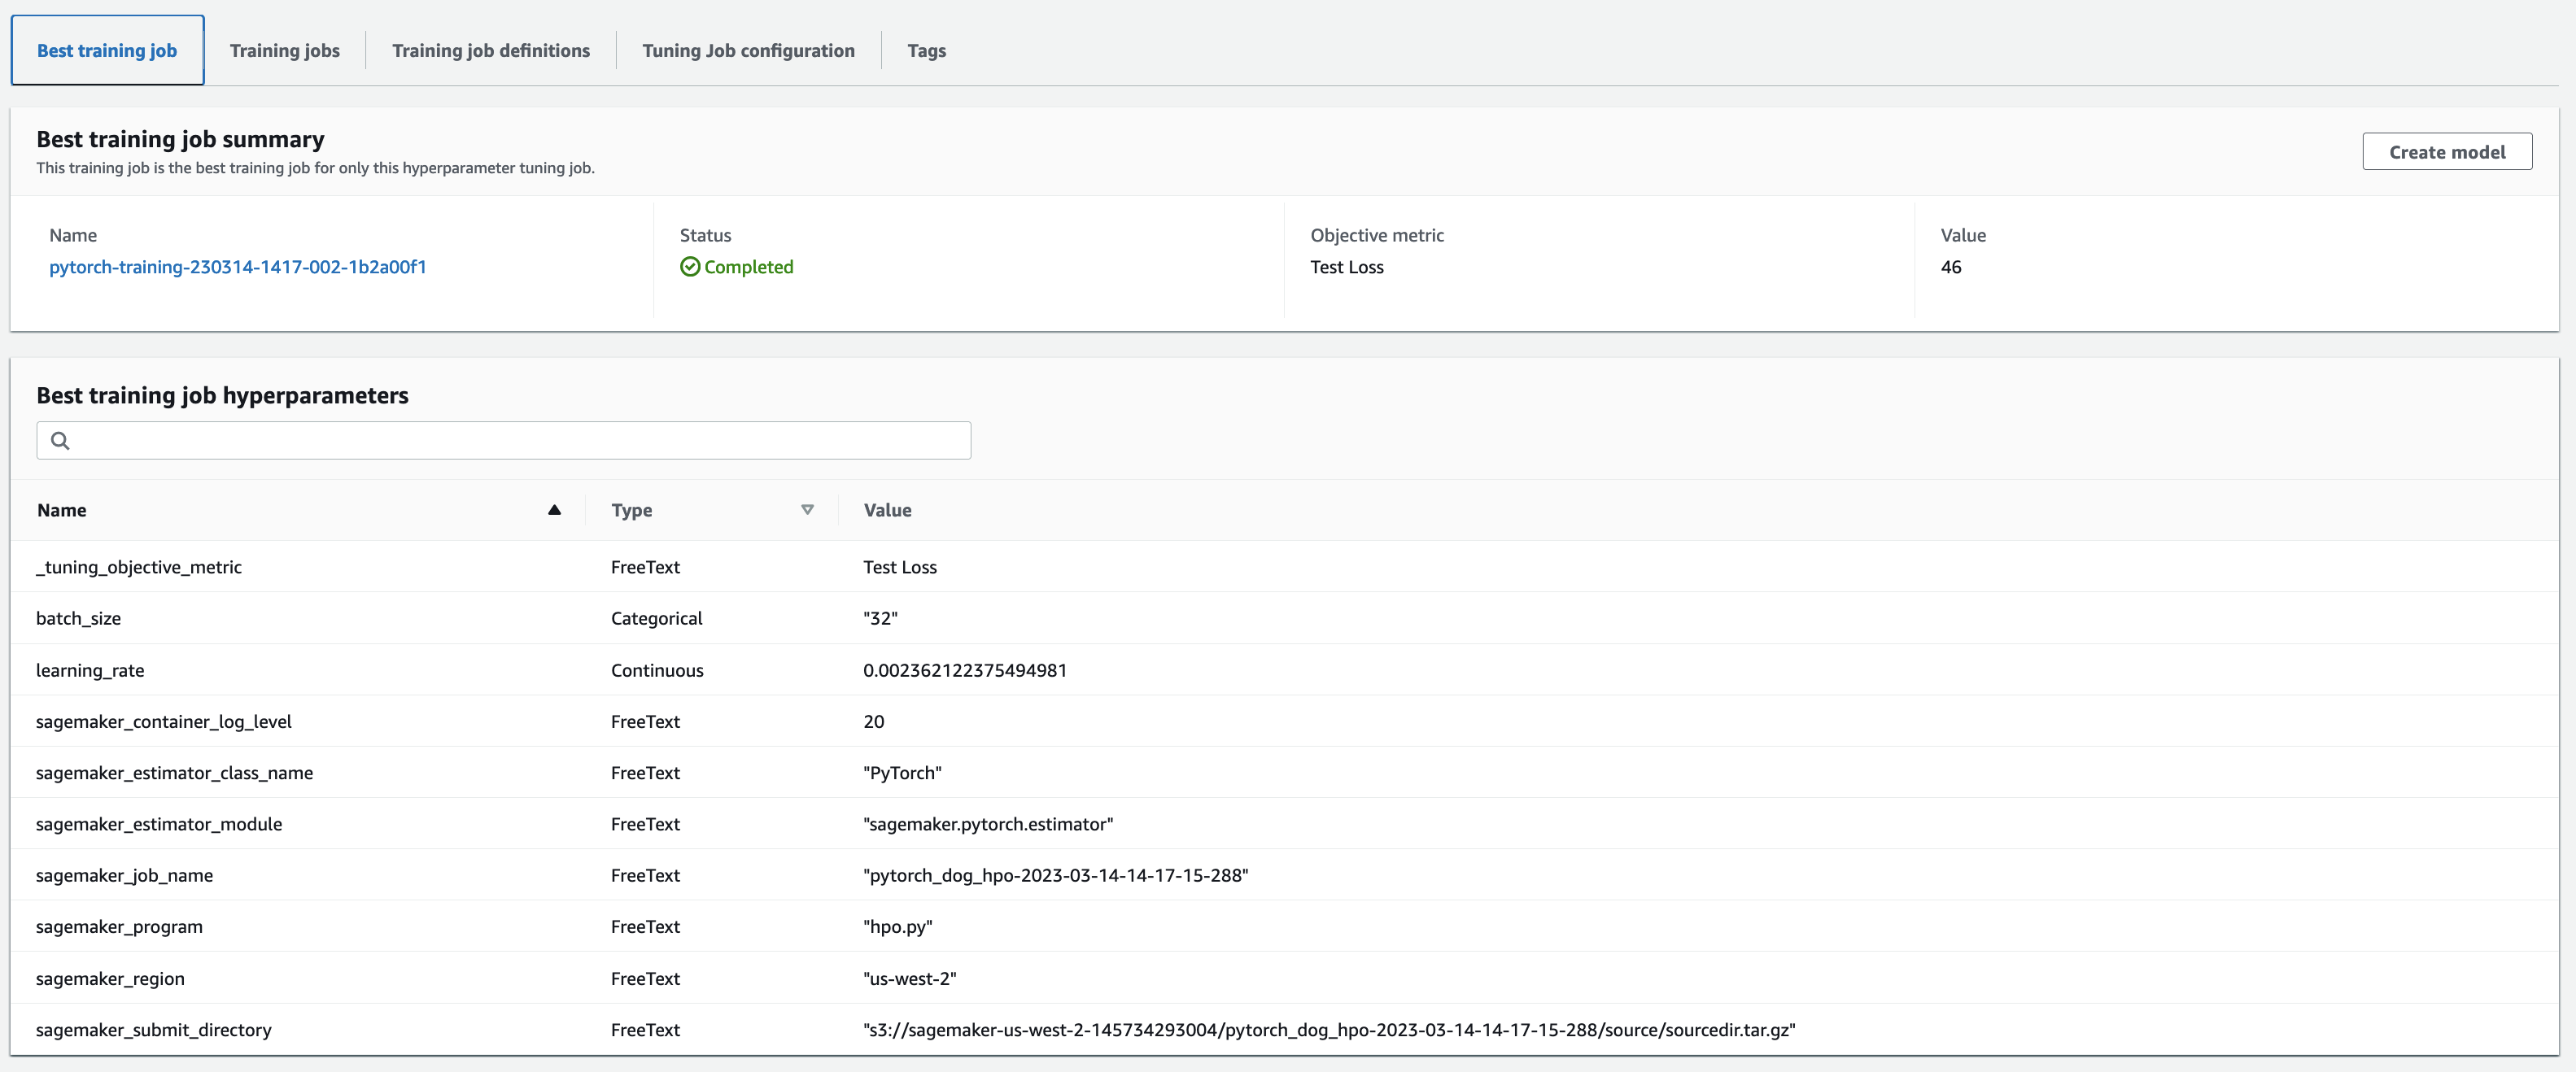 Best training job Training jobs Training job definitions Tuning Job configuration Tags
Best training job summary
This training job is the best training job for only this hyperparameter tuning job.
Create model
Name Status Objective metric Value
pytorch-training-230314-1417-002-1b2a00f1 Completed Test Loss 46
Best training job hyperparameters
Name Type Value
_tuning_objective_metric FreeText Test Loss
batch_size Categorical "32"
learning_rate Continuous 0.002362122375494981
sagemaker_container_log_level FreeText 20
sagemaker_estimator_class_name FreeText "PyTorch"
sagemaker_estimator_module FreeText "sagemaker.pytorch.estimator"
sagemaker_job_name FreeText "pytorch_dog_hpo-2023-03-14-14-17-15-288"
sagemaker_program FreeText "hpo.py"
sagemaker_region FreeText "us-west-2"
sagemaker_submit_directory FreeText "s3://sagemaker-us-west-2-145734293004/pytorch_dog_hpo-2023-03-14-14-17-15-288/source/sourcedir.tar.gz"